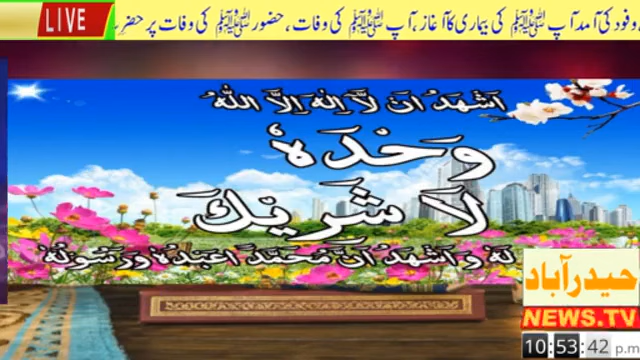 LIVE
وفود کی آمد آپ ﷺ کی بیماری کا آغاز، آپ ﷺ کی وفات، حضور ﷺ کی وفات پر حضرت
اَشْهَدُ اَنْ لَّا اِلٰهَ اِلَّا اللّٰهُ
وَحْدَهٗ
لَا شَرِيْكَ
لَهٗ وَ اَشْهَدُ اَنَّ مُحَمَّدًا عَبْدُهٗ وَرَسُوْلُهٗ
حیدرآباد
NEWS.TV
10:53:42 p.m